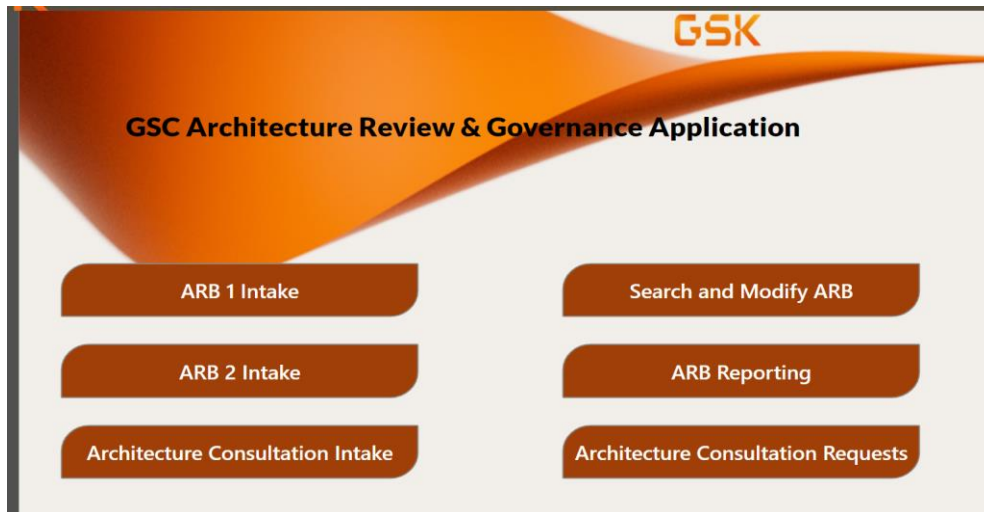 GSK
GSC Architecture Review & Governance Application
ARB 1 Intake
Search and Modify ARB
ARB 2 Intake
ARB Reporting
Architecture Consultation Intake
Architecture Consultation Requests